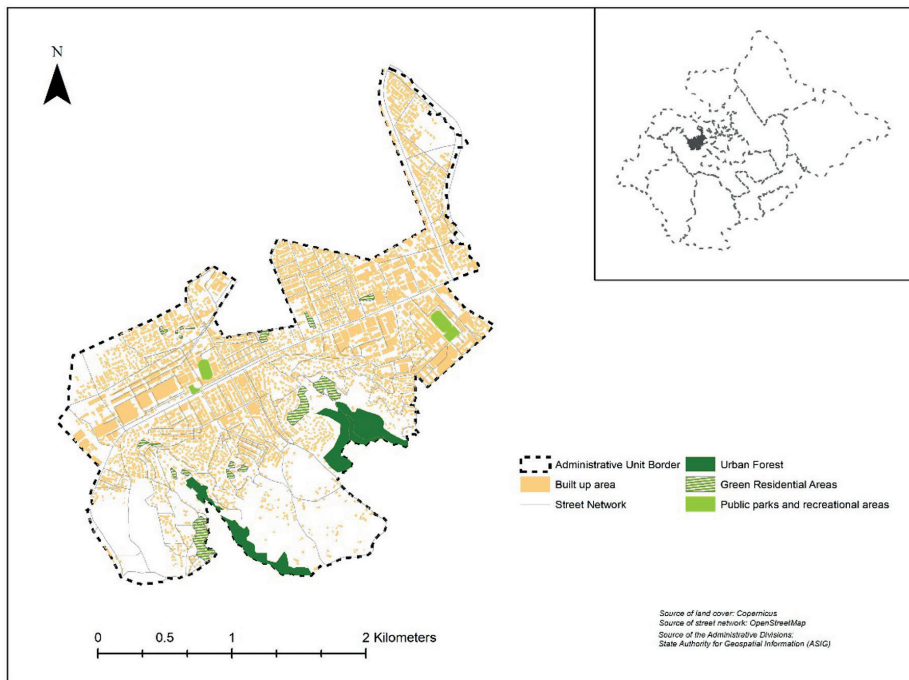 N
Administrative Unit Border
Built up area
Street Network
Urban Forest
Green Residential Areas
Public parks and recreational areas
0 0.5 1 2 Kilometers
Source of land cover: Copernicus
Source of street network: OpenStreetMap
Source of the Administrative Divisions:
State Authority for Geospatial Information (ASIG)